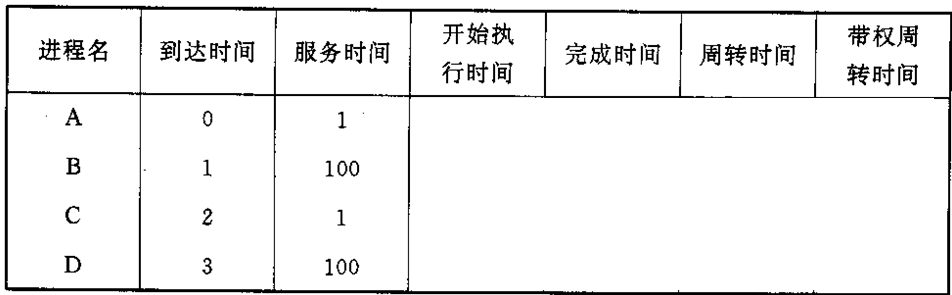 进程名 到达时间 服务时间 开始执行时间 完成时间 周转时间 带权周转时间
A 0 1
B 1 100
C 2 1
D 3 100